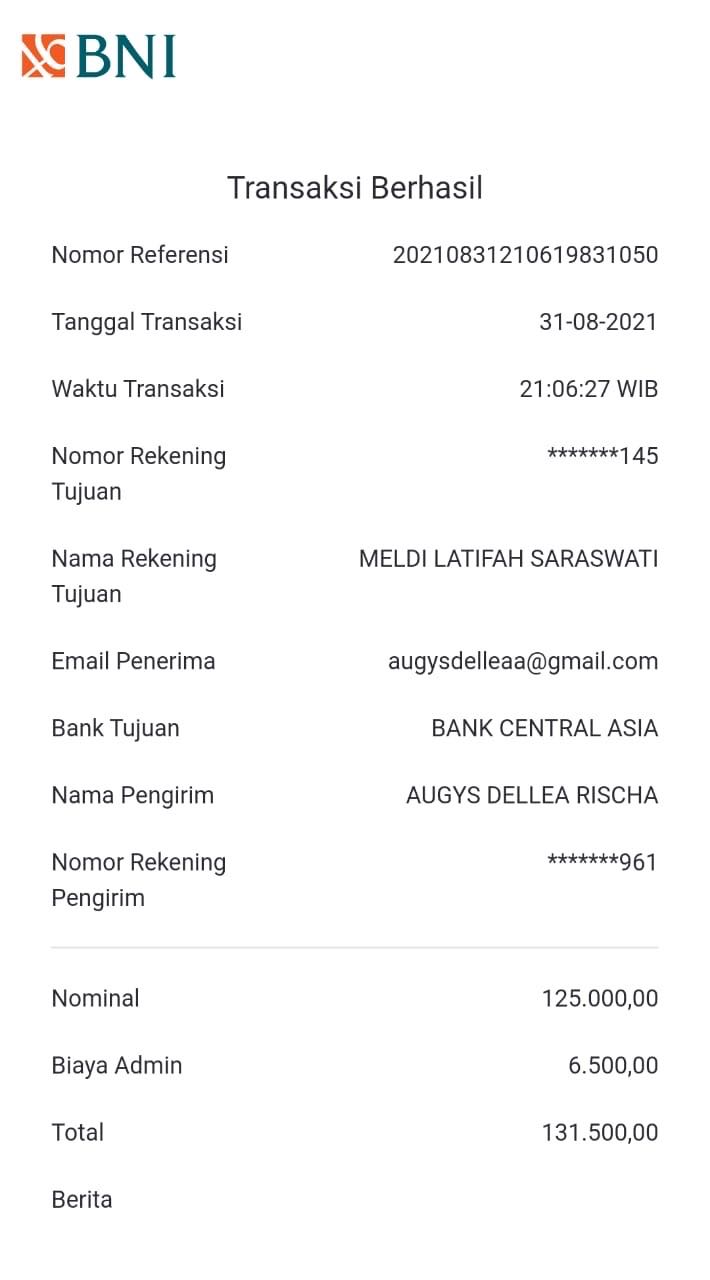 BNI
Transaksi Berhasil
Nomor Referensi 20210831210619831050
Tanggal Transaksi 31-08-2021
Waktu Transaksi 21:06:27 WIB
Nomor Rekening *******145
Tujuan
Nama Rekening MELDI LATIFAH SARASWATI
Tujuan
Email Penerima augysdelleaa@gmail.com
Bank Tujuan BANK CENTRAL ASIA
Nama Pengirim AUGYS DELLEA RISCHA
Nomor Rekening *******961
Pengirim
Nominal 125.000,00
Biaya Admin 6.500,00
Total 131.500,00
Berita